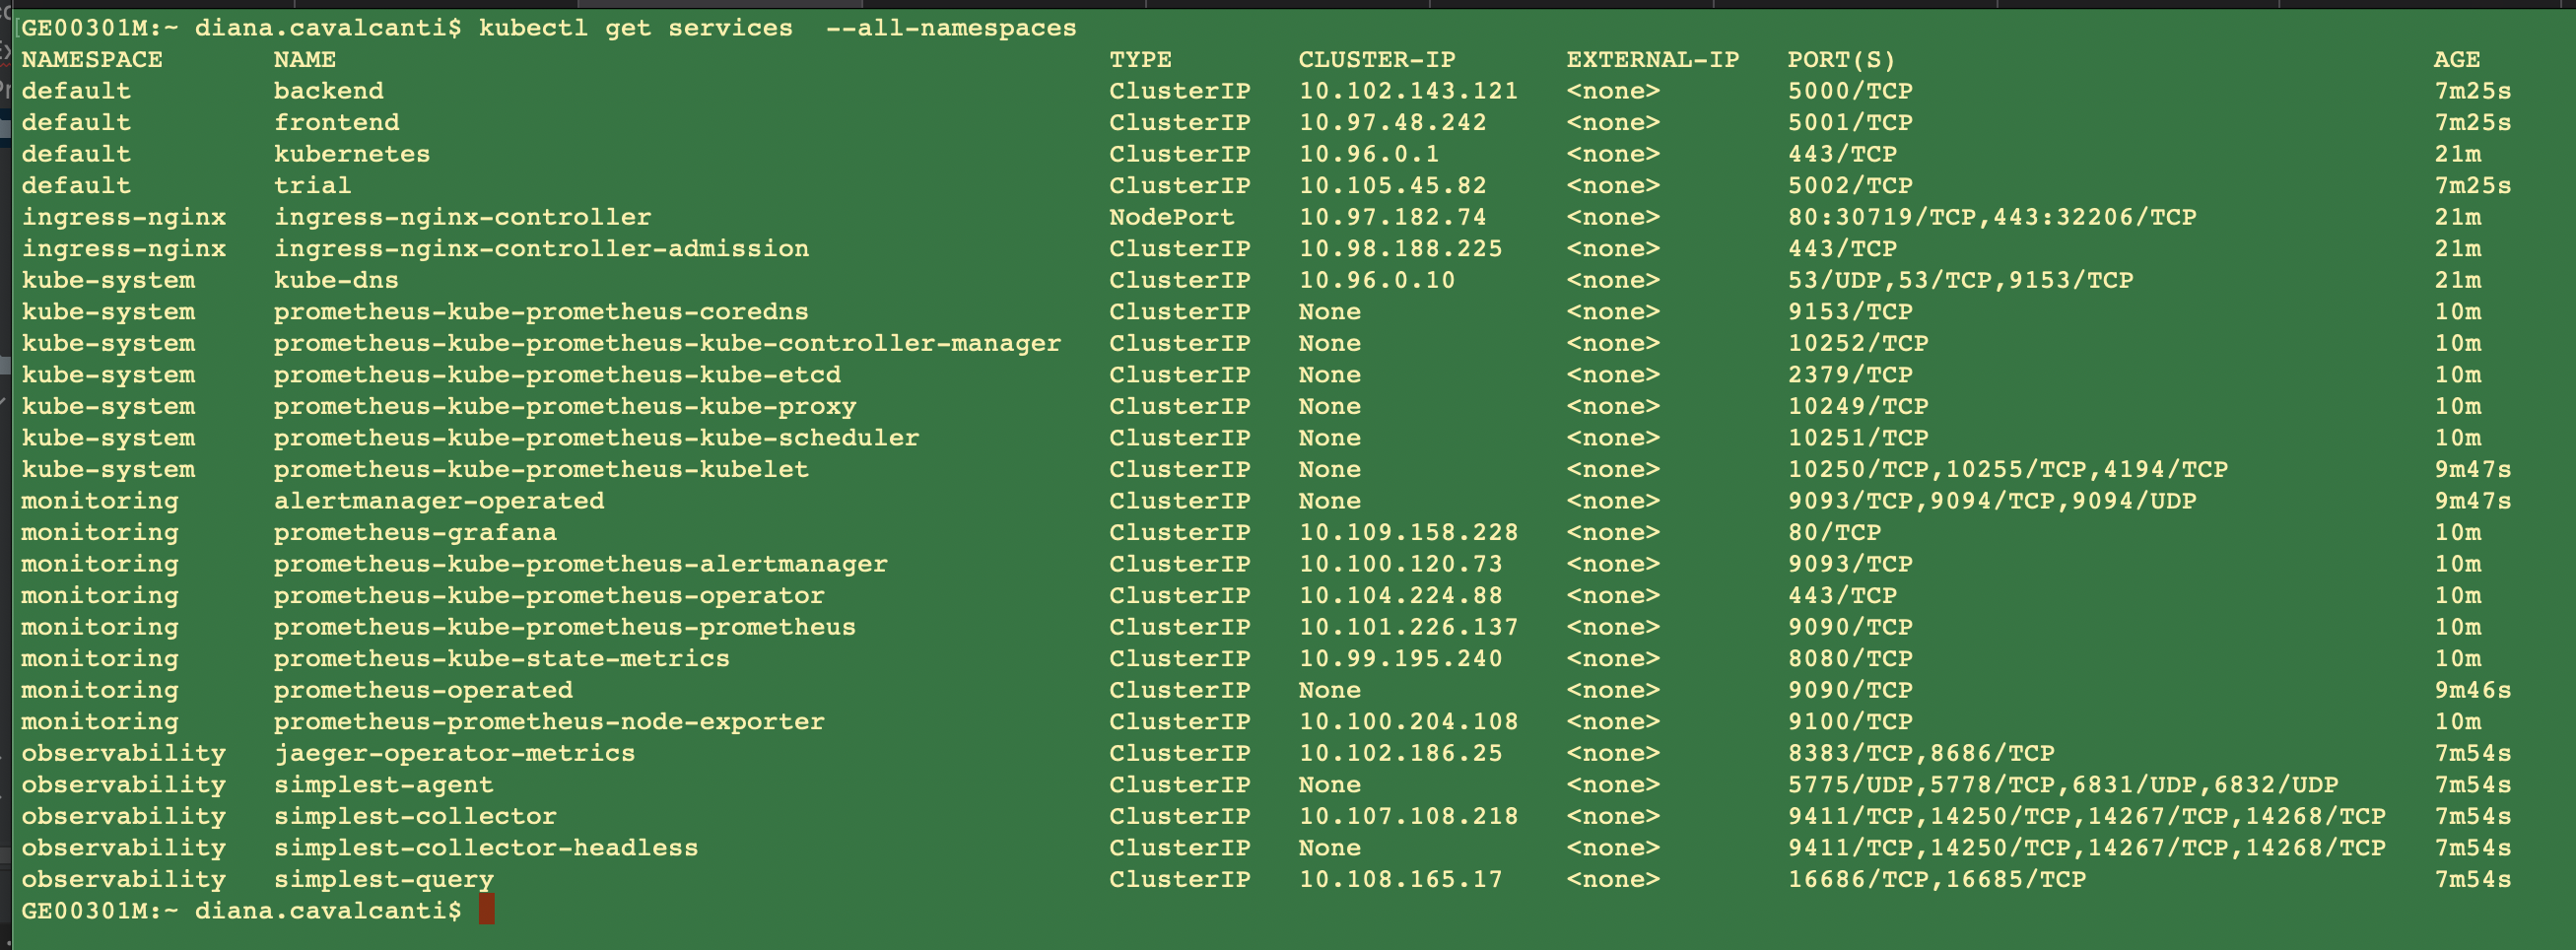 GE00301M:~ diana.cavalcanti$ kubectl get services  --all-namespaces
NAMESPACE       NAME                                                 TYPE        CLUSTER-IP       EXTERNAL-IP   PORT(S)                                  AGE
default         backend                                              ClusterIP   10.102.143.121   <none>        5000/TCP                                 7m25s
default         frontend                                             ClusterIP   10.97.48.242     <none>        5001/TCP                                 7m25s
default         kubernetes                                           ClusterIP   10.96.0.1        <none>        443/TCP                                  21m
default         trial                                                ClusterIP   10.105.45.82     <none>        5002/TCP                                 7m25s
ingress-nginx   ingress-nginx-controller                             NodePort    10.97.182.74     <none>        80:30719/TCP,443:32206/TCP               21m
ingress-nginx   ingress-nginx-controller-admission                   ClusterIP   10.98.188.225    <none>        443/TCP                                  21m
kube-system     kube-dns                                             ClusterIP   10.96.0.10       <none>        53/UDP,53/TCP,9153/TCP                   21m
kube-system     prometheus-kube-prometheus-coredns                   ClusterIP   None             <none>        9153/TCP                                 10m
kube-system     prometheus-kube-prometheus-kube-controller-manager   ClusterIP   None             <none>        10252/TCP                                10m
kube-system     prometheus-kube-prometheus-kube-etcd                 ClusterIP   None             <none>        2379/TCP                                 10m
kube-system     prometheus-kube-prometheus-kube-proxy                ClusterIP   None             <none>        10249/TCP                                10m
kube-system     prometheus-kube-prometheus-kube-scheduler            ClusterIP   None             <none>        10251/TCP                                10m
kube-system     prometheus-kube-prometheus-kubelet                   ClusterIP   None             <none>        10250/TCP,10255/TCP,4194/TCP             9m47s
monitoring      alertmanager-operated                                ClusterIP   None             <none>        9093/TCP,9094/TCP,9094/UDP               9m47s
monitoring      prometheus-grafana                                   ClusterIP   10.109.158.228   <none>        80/TCP                                   10m
monitoring      prometheus-kube-prometheus-alertmanager              ClusterIP   10.100.120.73    <none>        9093/TCP                                 10m
monitoring      prometheus-kube-prometheus-operator                  ClusterIP   10.104.224.88    <none>        443/TCP                                  10m
monitoring      prometheus-kube-prometheus-prometheus                ClusterIP   10.101.226.137   <none>        9090/TCP                                 10m
monitoring      prometheus-kube-state-metrics                        ClusterIP   10.99.195.240    <none>        8080/TCP                                 10m
monitoring      prometheus-operated                                  ClusterIP   None             <none>        9090/TCP                                 9m46s
monitoring      prometheus-prometheus-node-exporter                  ClusterIP   10.100.204.108   <none>        9100/TCP                                 10m
observability   jaeger-operator-metrics                              ClusterIP   10.102.186.25    <none>        8383/TCP,8686/TCP                        7m54s
observability   simplest-agent                                       ClusterIP   None             <none>        5775/UDP,5778/TCP,6831/UDP,6832/UDP      7m54s
observability   simplest-collector                                   ClusterIP   10.107.108.218   <none>        9411/TCP,14250/TCP,14267/TCP,14268/TCP   7m54s
observability   simplest-collector-headless                          ClusterIP   None             <none>        9411/TCP,14250/TCP,14267/TCP,14268/TCP   7m54s
observability   simplest-query                                       ClusterIP   10.108.165.17    <none>        16686/TCP,16685/TCP                      7m54s
GE00301M:~ diana.cavalcanti$